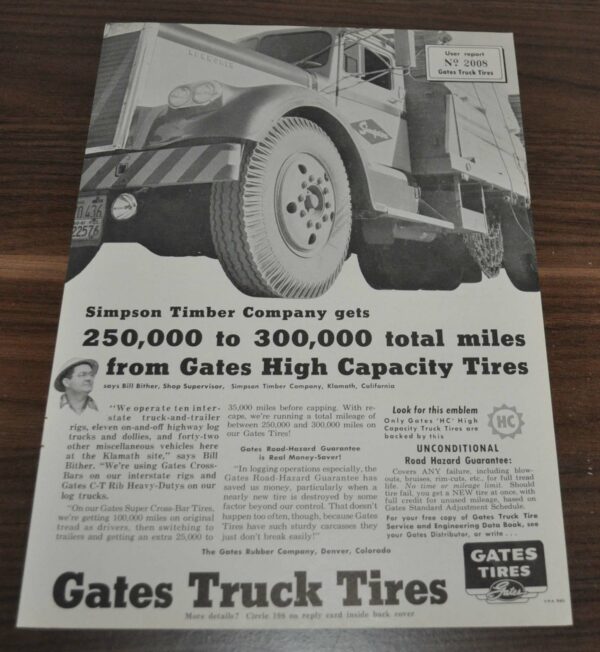 User report
Nº 2008
Gates Truck Tires
Simpson
22576
Simpson Timber Company gets
250,000 to 300,000 total miles
from Gates High Capacity Tires
says Bill Bither, Shop Supervisor, Simpson Timber Company, Klamath, California
"We operate ten inter-
state truck-and-trailer
rigs, eleven on-and-off highway log
trucks and dollies, and forty-two
other miscellaneous vehicles here
at the Klamath site," says Bill
Bither. "We're using Gates Cross-
Bars on our interstate rigs and
Gates C-T Rib Heavy-Dutys on our
log trucks.
"On our Gates Super Cross-Bar Tires,
we're getting 100,000 miles on original
tread as drivers, then switching to
trailers and getting an extra 25,000 to
35,000 miles before capping. With re-
caps, we're running a total mileage of
between 250,000 and 300,000 miles on
our Gates Tires!
Gates Road-Hazard Guarantee
is Real Money-Saver!
"In logging operations especially, the
Gates Road-Hazard Guarantee has
saved us money, particularly when a
nearly new tire is destroyed by some
factor beyond our control. That doesn't
happen too often, though, because Gates
Tires have such sturdy carcasses they
just don't break easily!"
Look for this emblem
Only Gates 'HC' High
Capacity Truck Tires are
backed by this
HC
UNCONDITIONAL
Road Hazard Guarantee:
Covers ANY failure, including blow-
outs, bruises, rim-cuts, etc., for full tread
life. No time or mileage limit. Should
tire fail, you get a NEW tire at once, with
full credit for unused mileage, based on
Gates Standard Adjustment Schedule.
For your free copy of Gates Truck Tire
Service and Engineering Data Book, see
your Gates Distributor, or write . . .
The Gates Rubber Company, Denver, Colorado
GATES
TIRES
Gates
Gates Truck Tires
More details? Circle 109 on reply card inside back cover